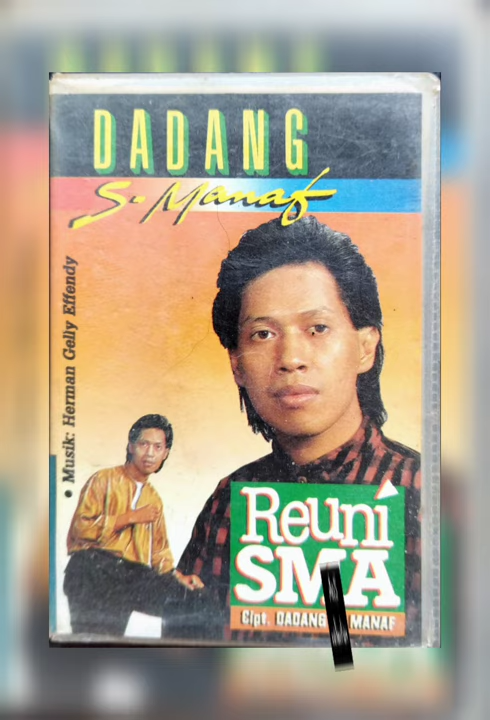 DADANG
S. Manaf
• Musik: Herman Gelly Effendy
Reuni
SMA
Cipt. DADANG MANAF